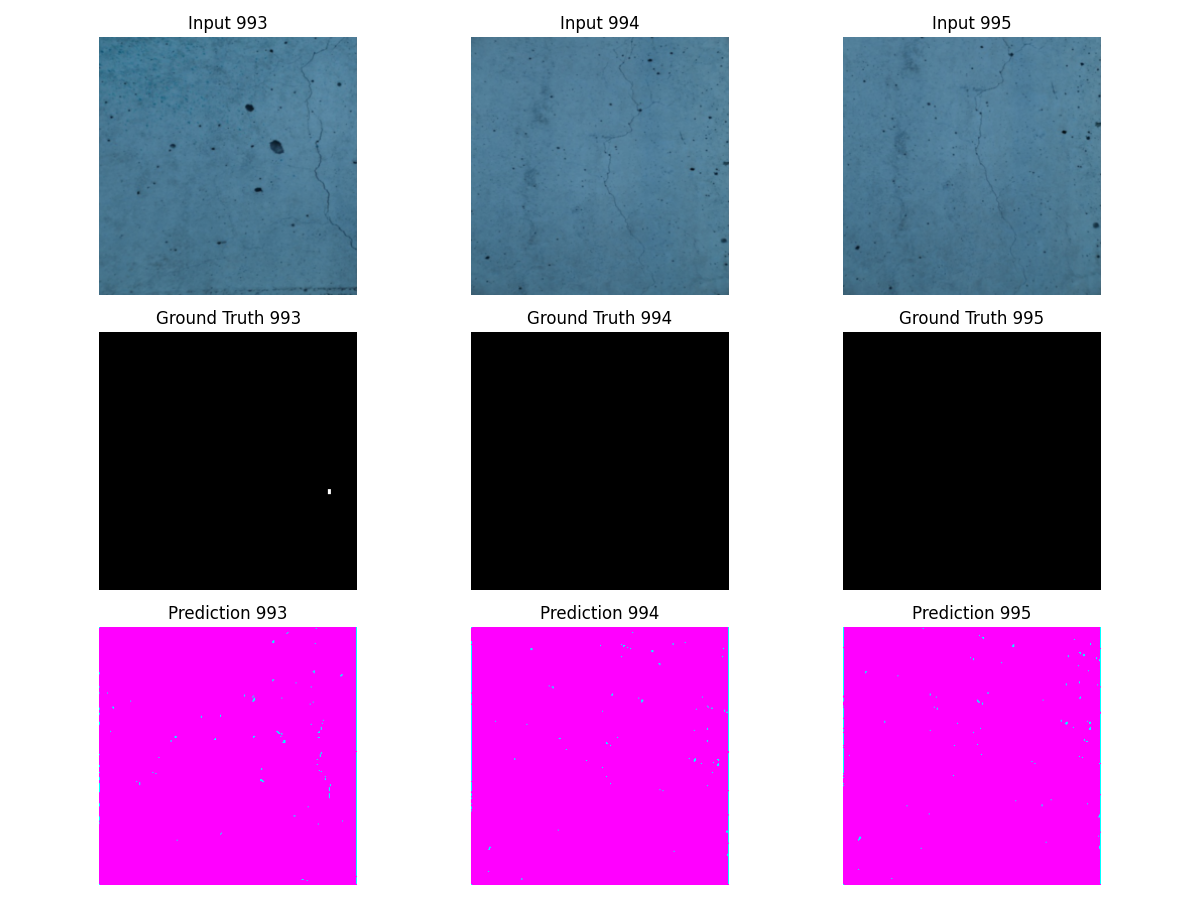 Input 993
Input 994
Input 995
Ground Truth 993
Ground Truth 994
Ground Truth 995
Prediction 993
Prediction 994
Prediction 995